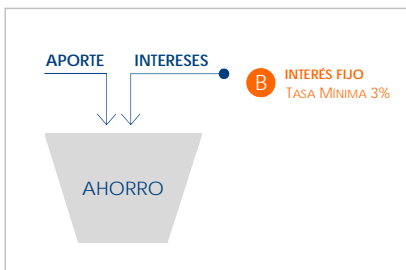 APORTE INTERESES
B INTERÉS FIJO
TASA MÍNIMA 3%
AHORRO